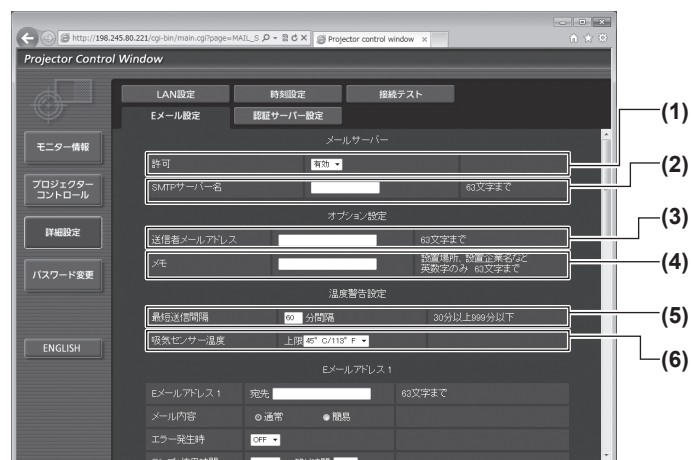 http://198.245.80.221/cgi-bin/main.cgi?page=MAIL_S
Projector control window
Projector Control Window
LAN設定 時刻設定 接続テスト
Eメール設定 認証サーバー設定
モニター情報
プロジェクター
コントロール
詳細設定
パスワード変更
ENGLISH
メールサーバー
許可 有効
(1)
SMTPサーバー名 63文字まで
(2)
オプション設定
送信者メールアドレス 63文字まで
(3)
メモ 設置場所、設置企業名など
英数字のみ 63文字まで
(4)
温度警告設定
最短送信間隔 60 分間隔 30分以上999分以下
(5)
吸気センサー温度 上限 45° C/113° F
(6)
Eメールアドレス 1
Eメールアドレス 1 宛先 63文字まで
メール内容 通常 簡易
エラー発生時 OFF